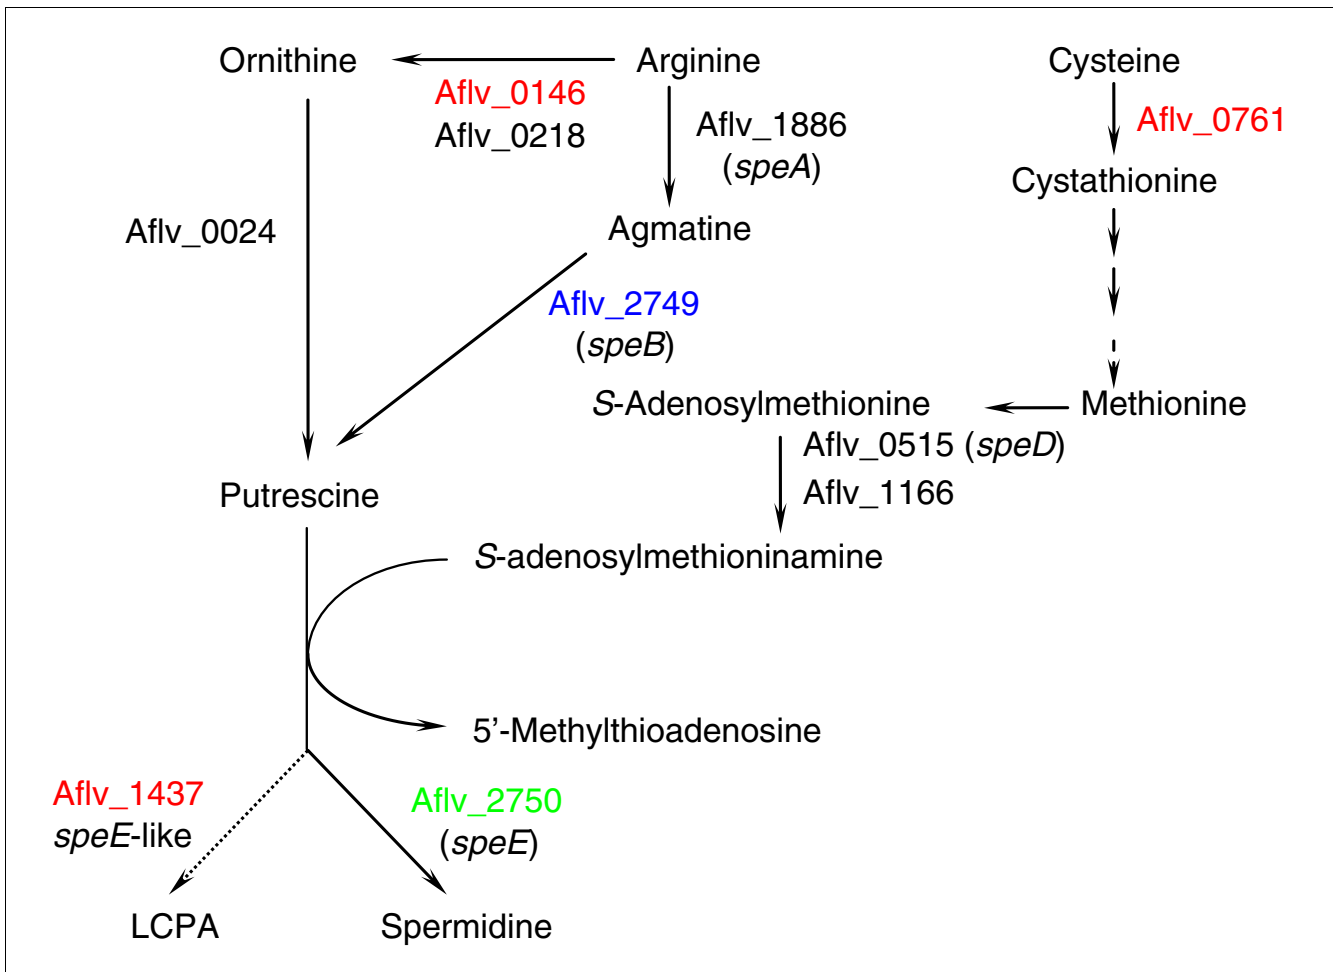 Ornithine
Arginine
Cysteine
Aflv_0146
Aflv_0218
Aflv_1886
(speA)
Aflv_0761
Cystathionine
Aflv_0024
Agmatine
Aflv_2749
(speB)
S-Adenosylmethionine
Methionine
Aflv_0515 (speD)
Aflv_1166
Putrescine
S-adenosylmethioninamine
5’-Methylthioadenosine
Aflv_1437
speE-like
Aflv_2750
(speE)
LCPA
Spermidine